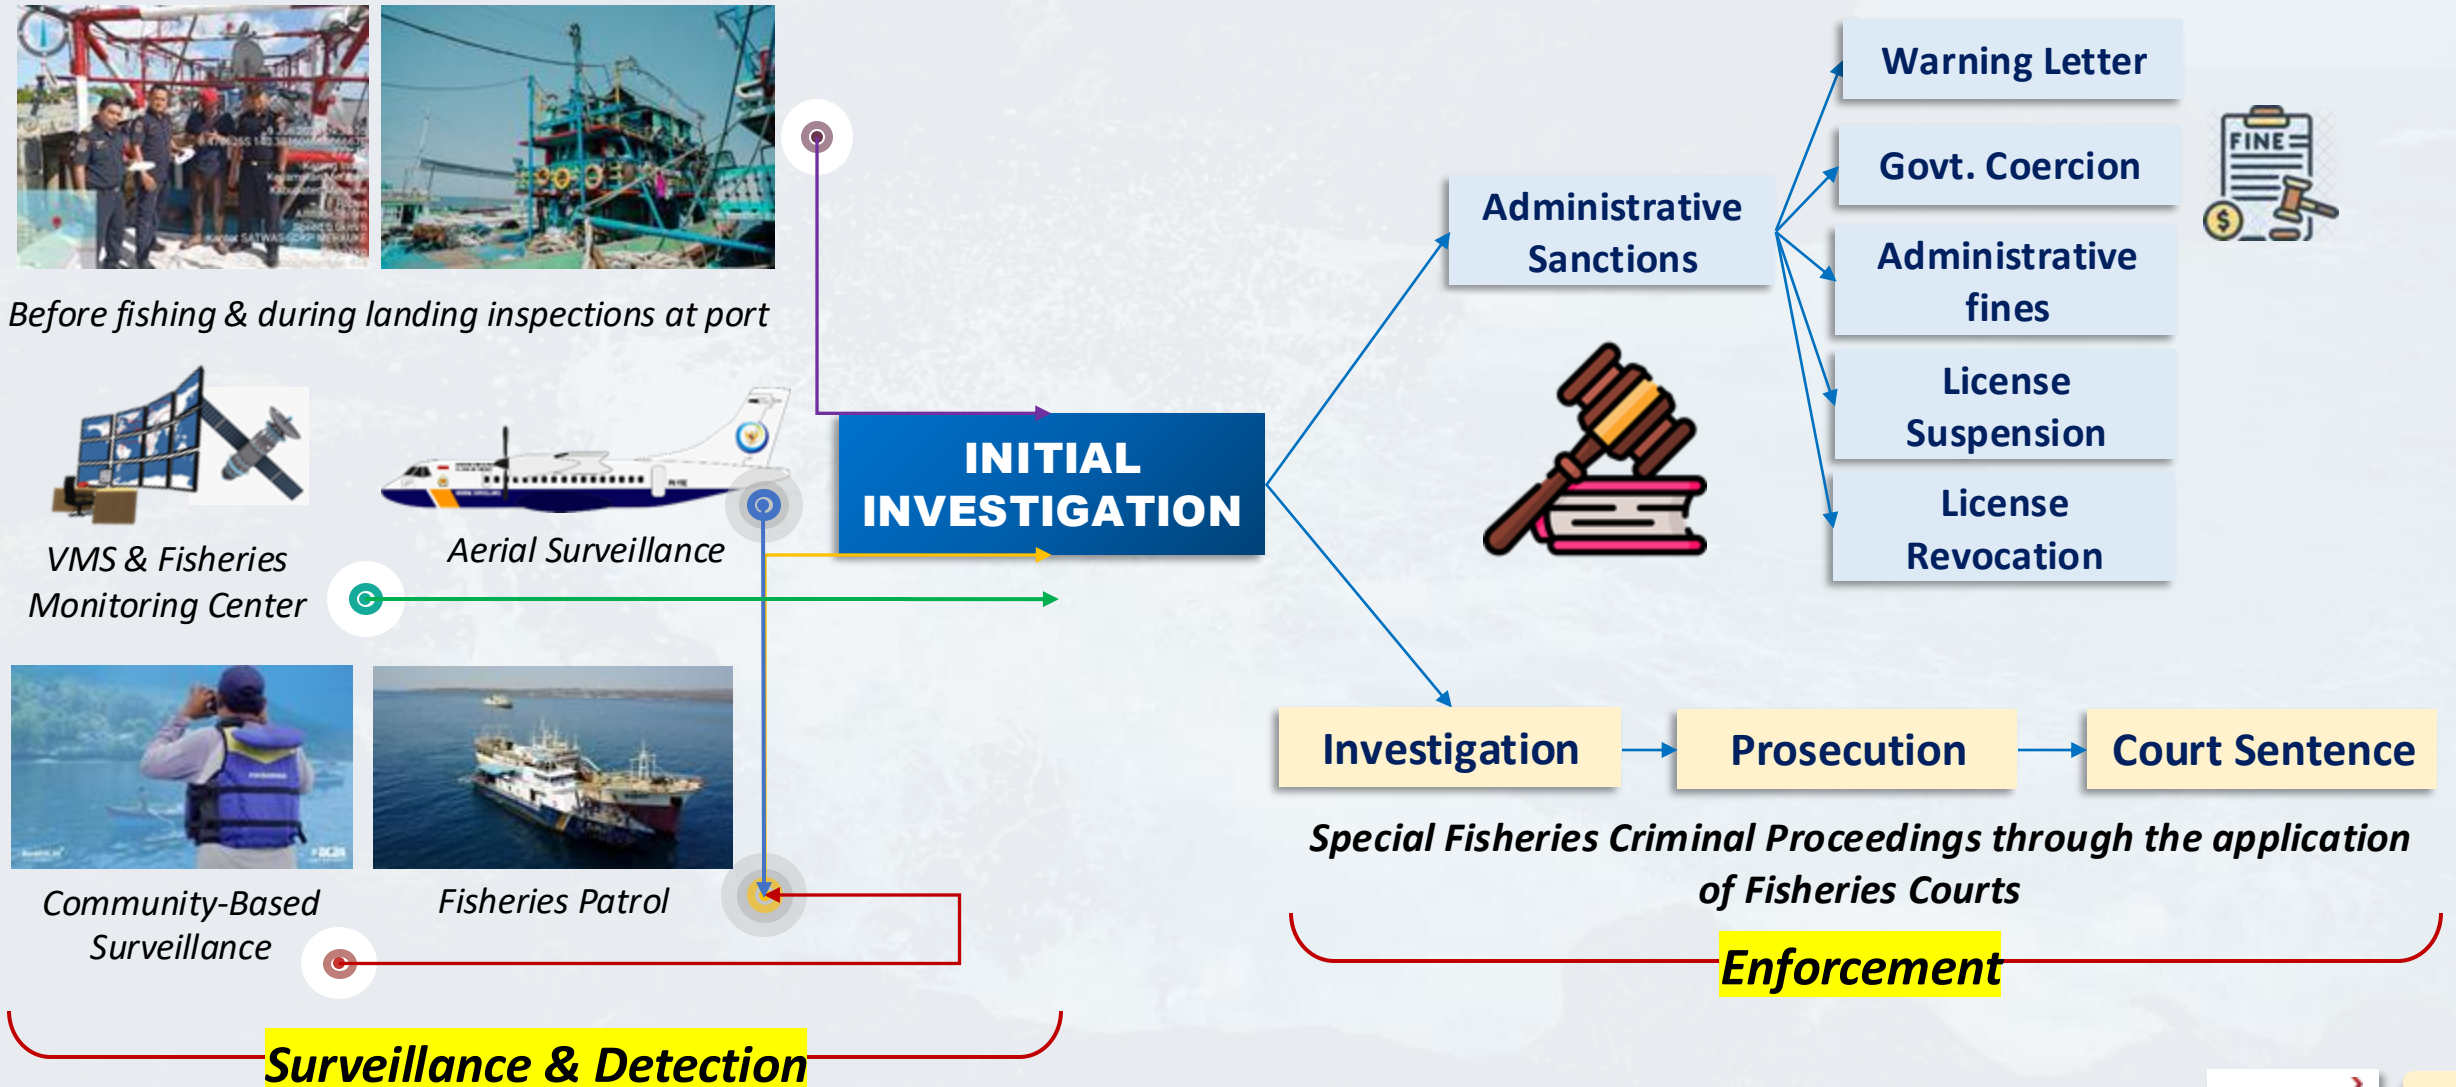 Before fishing & during landing inspections at port
VMS & Fisheries
Monitoring Center
Aerial Surveillance
Community-Based
Surveillance
Fisheries Patrol
Surveillance & Detection
INITIAL
INVESTIGATION
Administrative
Sanctions
Warning Letter
Govt. Coercion
Administrative
fines
License
Suspension
License
Revocation
FINE
$
Investigation
Prosecution
Court Sentence
Special Fisheries Criminal Proceedings through the application
of Fisheries Courts
Enforcement